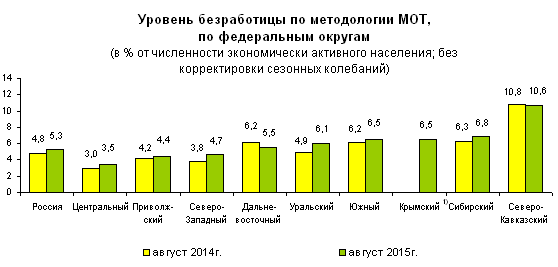 Уровень безработицы по методологии МОТ,
по федеральным округам
(в % от численности экономически активного населения; без
корректировки сезонных колебаний)
14
12
10
8
6
4
2
0
4,8 5,3
3,0 3,5
4,2 4,4
3,8 4,7
6,2 5,5
4,9 6,1
6,2 6,5
6,5
6,3 6,8
10,8 10,6
Россия
Центральный
Приволж-
ский
Северо-
Западный
Дальне-
восточный
Уральский
Южный
Крымский 1)
Сибирский
Северо-
Кавказский
август 2014г.
август 2015г.